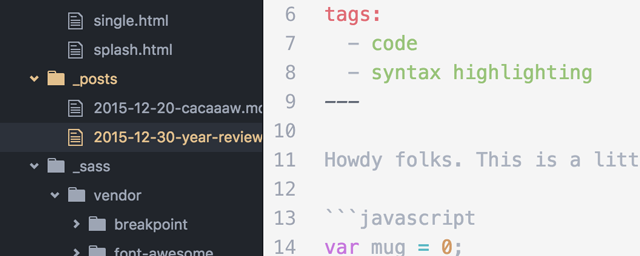 single.html
splash.html
_posts
2015-12-20-cacaaaw.mc
2015-12-30-year-review
_sass
vendor
breakpoint
font-awesome
6 tags:
7 - code
8 - syntax highlighting
9 ---
10
11 Howdy folks. This is a litt
12
13 ```javascript
14 var mug = 0;